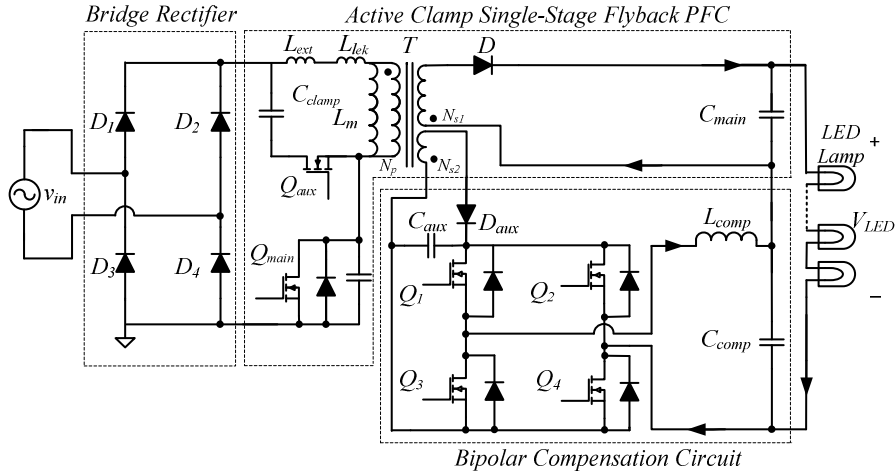 Bridge Rectifier
Active Clamp Single-Stage Flyback PFC
L_ext
L_lek
T
D
C_clamp
L_m
N_s1
C_main
D_1
D_2
LED
Lamp
+
N_p
N_s2
Q_aux
v_in
D_aux
C_aux
L_comp
V_LED
D_3
D_4
Q_main
−
Q_1
Q_2
C_comp
Q_3
Q_4
Bipolar Compensation Circuit